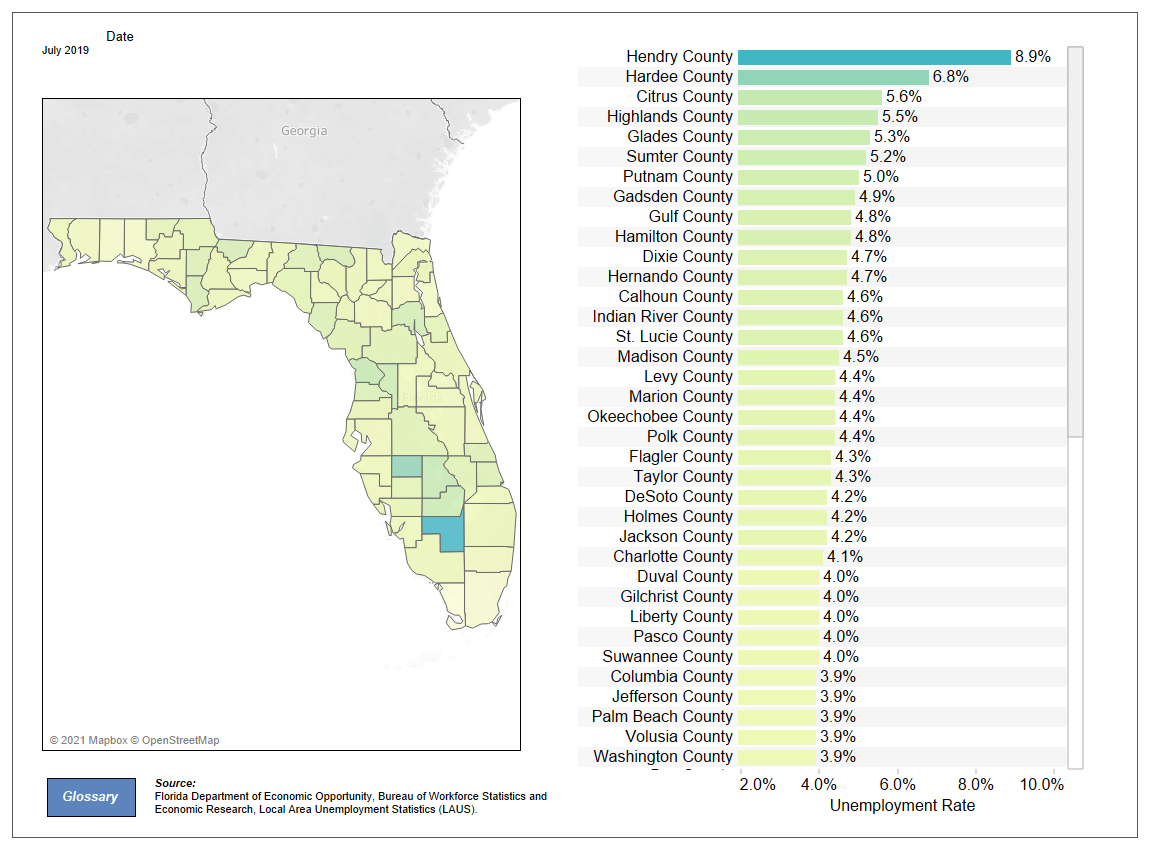 Date
July 2019
Georgia
Florida
© 2021 Mapbox © OpenStreetMap
Hendry County 8.9%
Hardee County 6.8%
Citrus County 5.6%
Highlands County 5.5%
Glades County 5.3%
Sumter County 5.2%
Putnam County 5.0%
Gadsden County 4.9%
Gulf County 4.8%
Hamilton County 4.8%
Dixie County 4.7%
Hernando County 4.7%
Calhoun County 4.6%
Indian River County 4.6%
St. Lucie County 4.6%
Madison County 4.5%
Levy County 4.4%
Marion County 4.4%
Okeechobee County 4.4%
Polk County 4.4%
Flagler County 4.3%
Taylor County 4.3%
DeSoto County 4.2%
Holmes County 4.2%
Jackson County 4.2%
Charlotte County 4.1%
Duval County 4.0%
Gilchrist County 4.0%
Liberty County 4.0%
Pasco County 4.0%
Suwannee County 4.0%
Columbia County 3.9%
Jefferson County 3.9%
Palm Beach County 3.9%
Volusia County 3.9%
Washington County 3.9%
2.0% 4.0% 6.0% 8.0% 10.0%
Unemployment Rate
Glossary
Source:
Florida Department of Economic Opportunity, Bureau of Workforce Statistics and
Economic Research, Local Area Unemployment Statistics (LAUS).